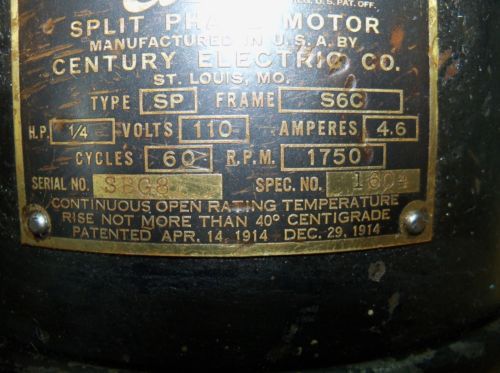 U.S. PAT. OFF.
SPLIT PHASE MOTOR
MANUFACTURED IN U.S.A. BY
CENTURY ELECTRIC CO.
ST. LOUIS, MO.
TYPE SP FRAME S6C
H.P. 1/4 VOLTS 110 AMPERES 4.6
CYCLES 60 R.P.M. 1750
SERIAL NO. SPEC. NO.
CONTINUOUS OPEN RATING TEMPERATURE
RISE NOT MORE THAN 40° CENTIGRADE
PATENTED APR. 14, 1914 DEC. 29, 1914